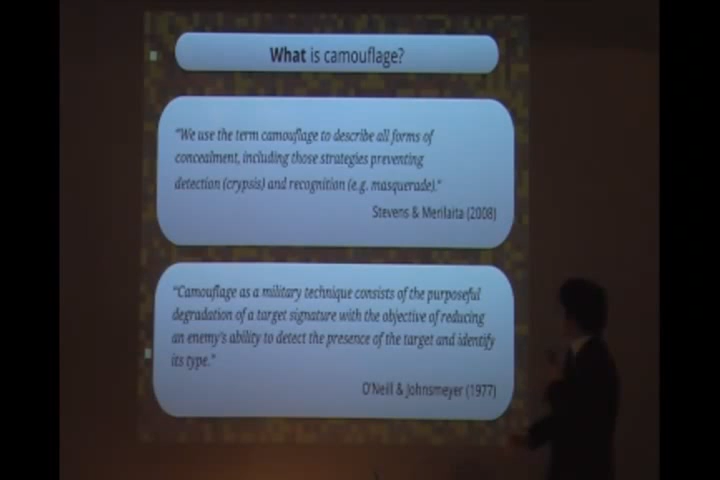 What is camouflage?
"We use the term camouflage to describe all forms of
concealment, including those strategies preventing
detection (crypsis) and recognition (e.g. masquerade)."
Stevens & Merilaita (2008)
"Camouflage as a military technique consists of the purposeful
degradation of a target signature with the objective of reducing
an enemy's ability to detect the presence of the target and identify
its type."
O'Neill & Johnsmeyer (1977)